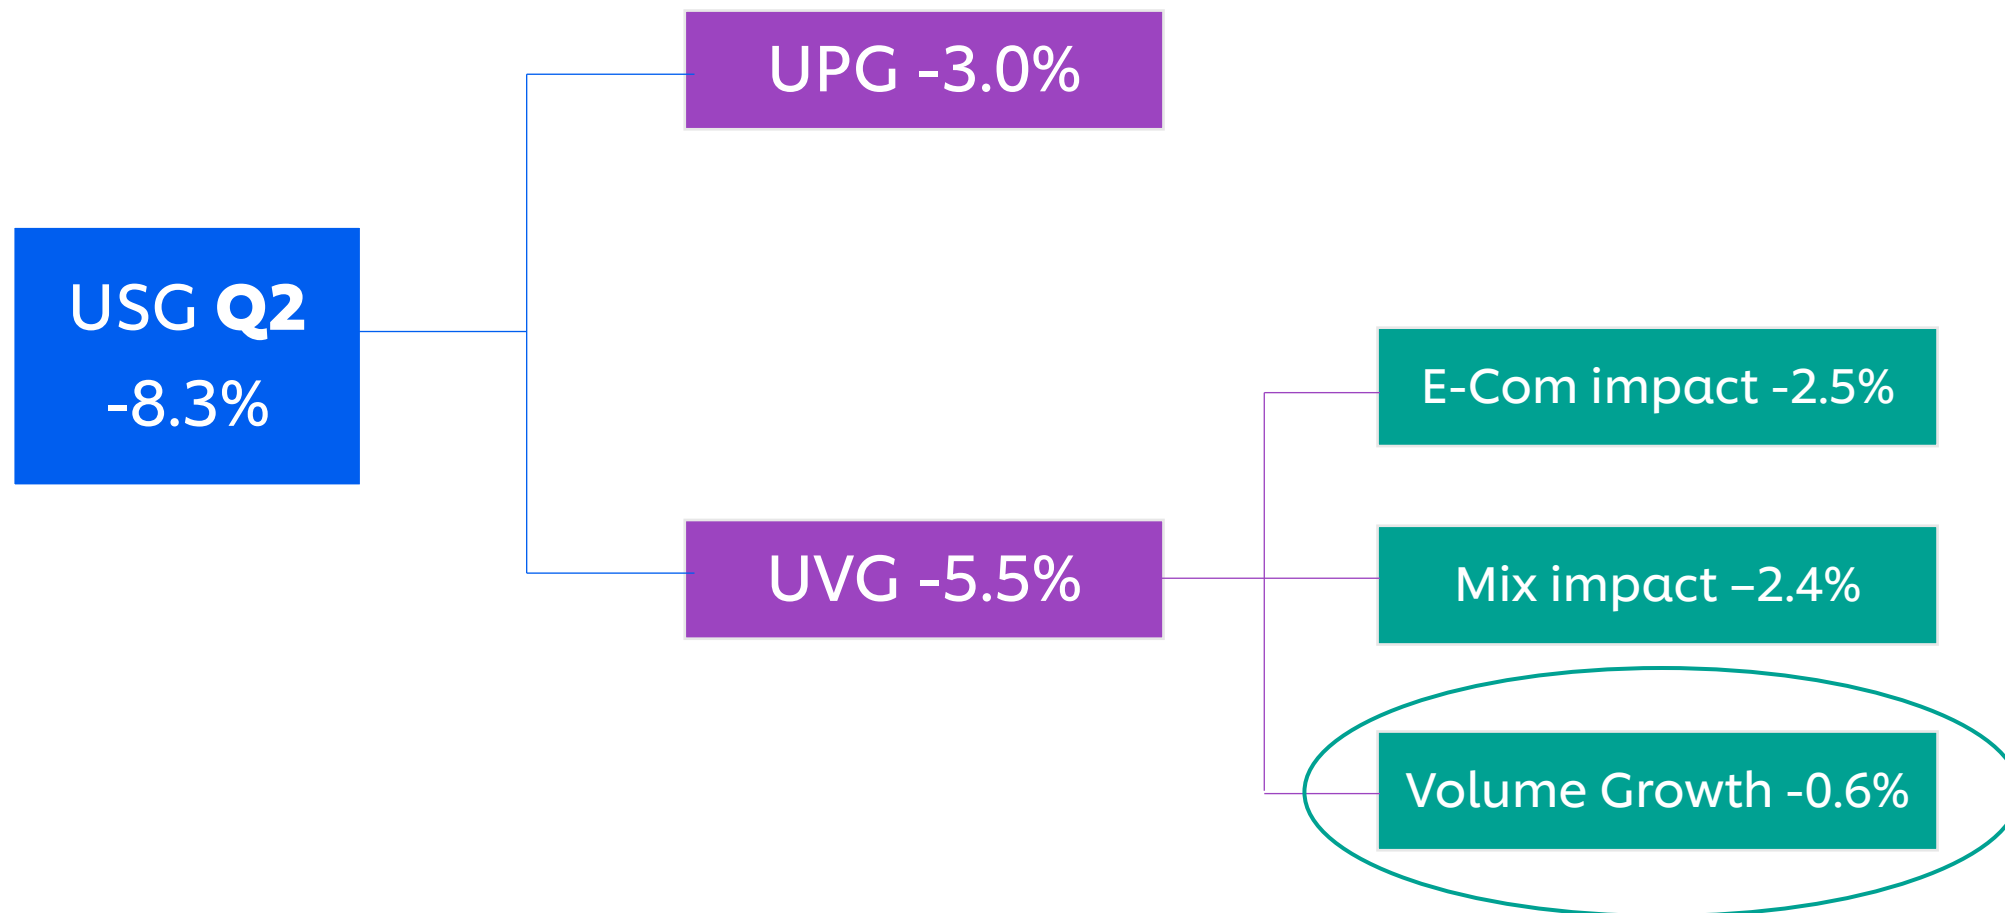 UPG -3.0%
USG Q2
-8.3%
UVG -5.5%
E-Com impact -2.5%
Mix impact –2.4%
Volume Growth -0.6%